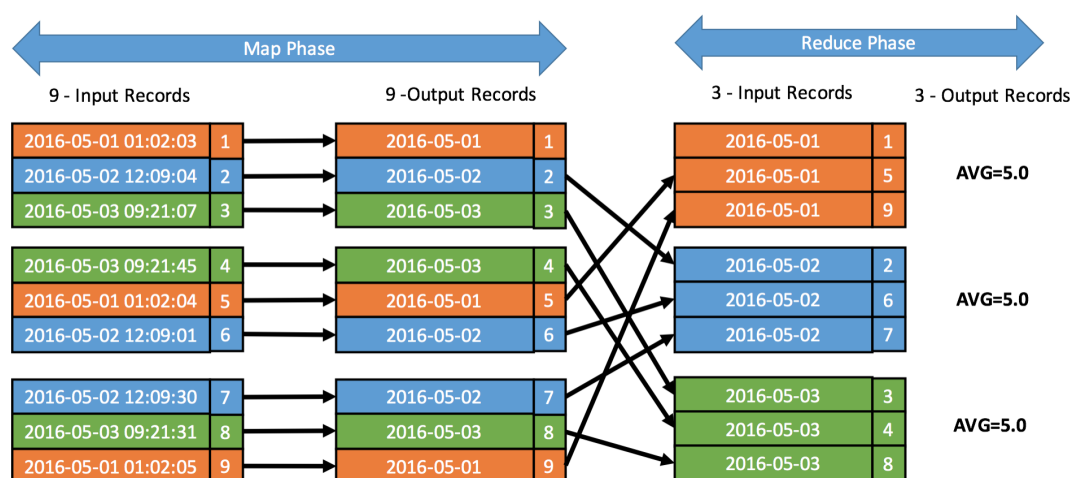 Map Phase
Reduce Phase
9 - Input Records
9 -Output Records
3 - Input Records
3 - Output Records
2016-05-01 01:02:03 1
2016-05-02 12:09:04 2
2016-05-03 09:21:07 3
2016-05-03 09:21:45 4
2016-05-01 01:02:04 5
2016-05-02 12:09:01 6
2016-05-02 12:09:30 7
2016-05-03 09:21:31 8
2016-05-01 01:02:05 9
2016-05-01 1
2016-05-02 2
2016-05-03 3
2016-05-03 4
2016-05-01 5
2016-05-02 6
2016-05-02 7
2016-05-03 8
2016-05-01 9
2016-05-01 1
2016-05-01 5
2016-05-01 9
2016-05-02 2
2016-05-02 6
2016-05-02 7
2016-05-03 3
2016-05-03 4
2016-05-03 8
AVG=5.0
AVG=5.0
AVG=5.0